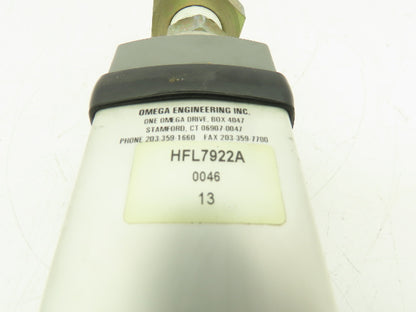 OMEGA ENGINEERING INC.
ONE OMEGA DRIVE, BOX 4047
STAMFORD, CT 06907-0047
PHONE 203-359-1660 FAX 203-359-7700
HFL7922A
0046
13